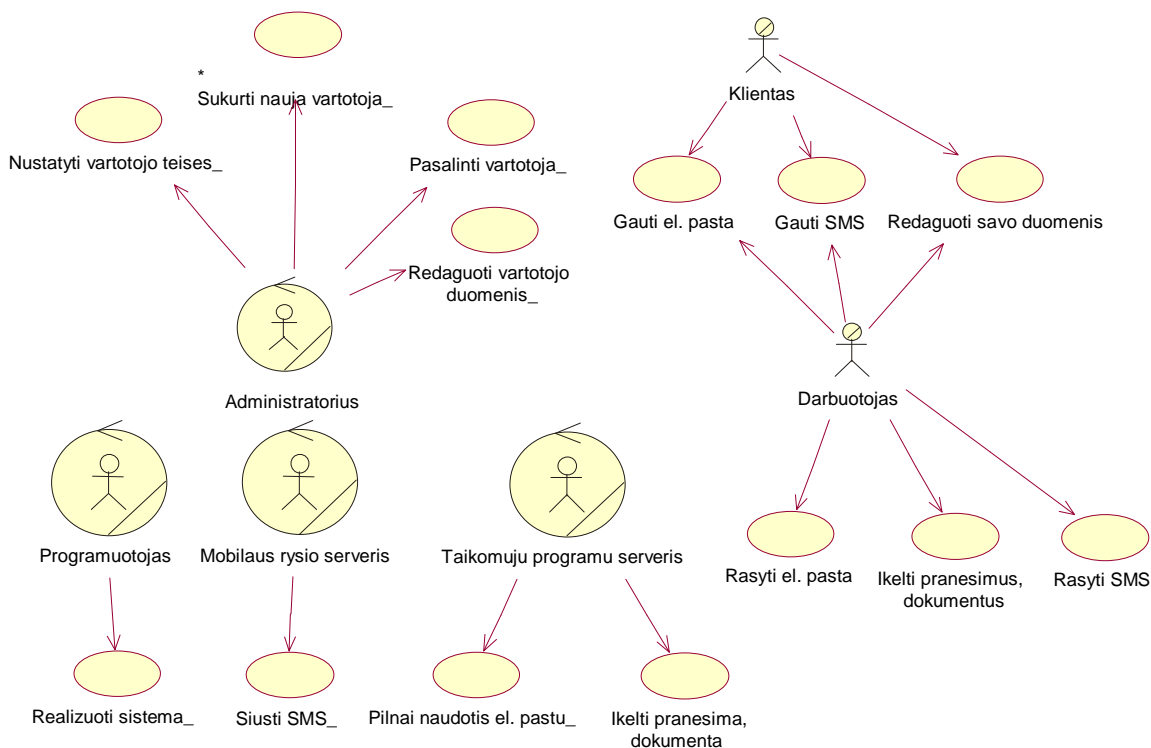 *
Sukurti nauja vartotoja_
Nustatyti vartotojo teises_
Pasalinti vartotoja_
Redaguoti vartotojo
duomenis_
Administratorius
Klientas
Gauti el. pasta
Gauti SMS
Redaguoti savo duomenis
Darbuotojas
Programuotojas
Mobilaus rysio serveris
Taikomuju programu serveris
Rasyti el. pasta
Ikelti pranesimus,
dokumentus
Rasyti SMS
Realizuoti sistema_
Siusti SMS_
Pilnai naudotis el. pastu_
Ikelti pranesima,
dokumenta